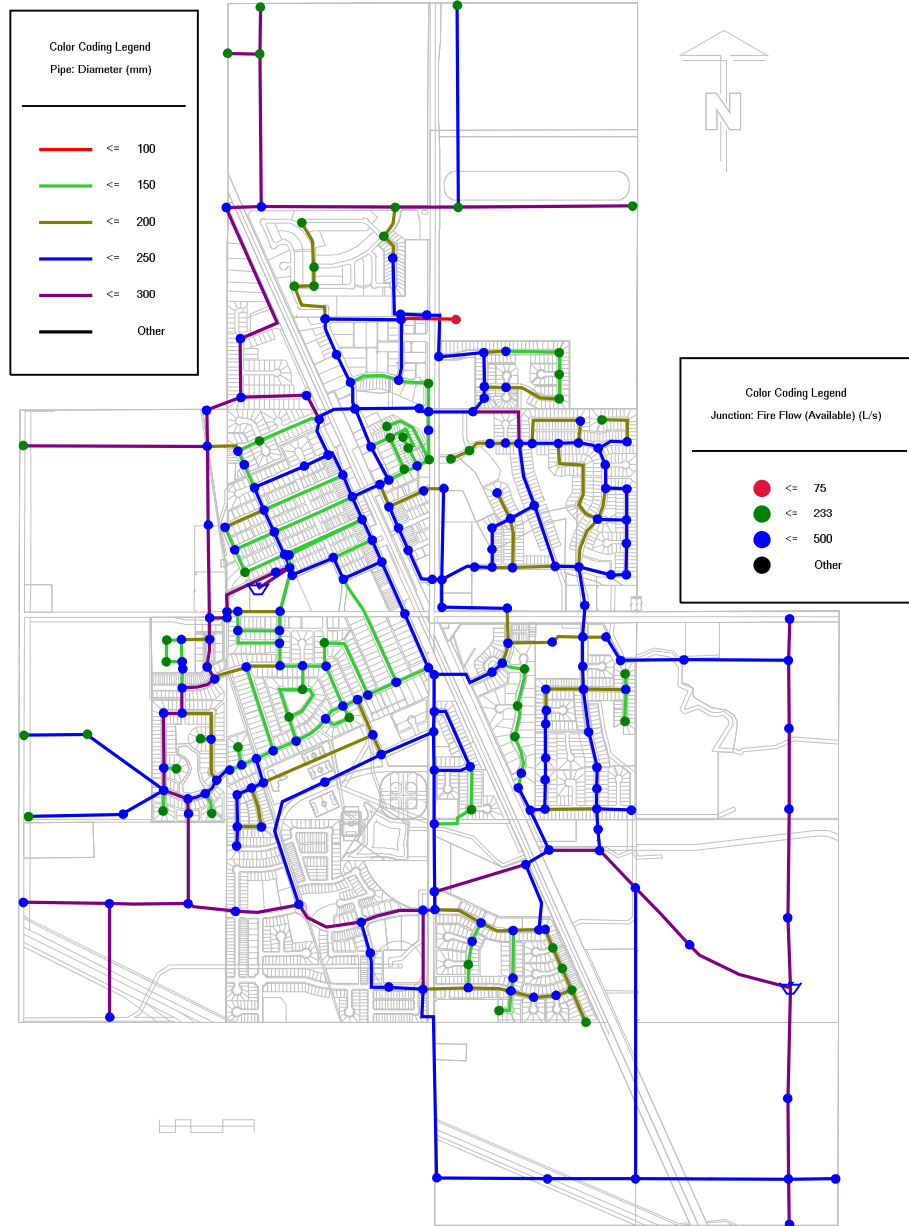 Color Coding Legend
Pipe: Diameter (mm)
<= 100
<= 150
<= 200
<= 250
<= 300
Other
N
Color Coding Legend
Junction: Fire Flow (Available) (L/s)
<= 75
<= 233
<= 500
Other